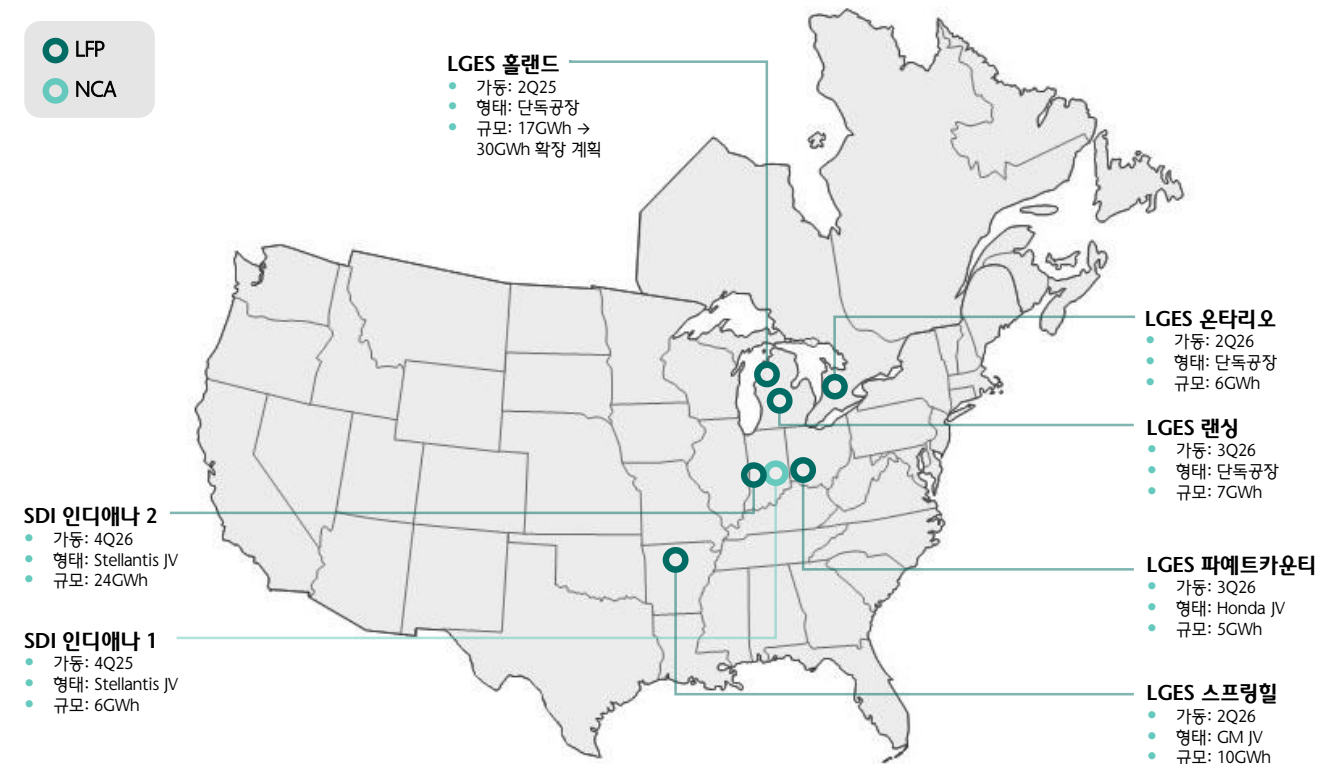 LFP
NCA
LGES 홀랜드
• 가동: 2Q25
• 형태: 단독공장
• 규모: 17GWh →
30GWh 확장 계획
LGES 온타리오
• 가동: 2Q26
• 형태: 단독공장
• 규모: 6GWh
LGES 랜싱
• 가동: 3Q26
• 형태: 단독공장
• 규모: 7GWh
SDI 인디애나 2
• 가동: 4Q26
• 형태: Stellantis JV
• 규모: 24GWh
LGES 파예트카운티
• 가동: 3Q26
• 형태: Honda JV
• 규모: 5GWh
SDI 인디애나 1
• 가동: 4Q25
• 형태: Stellantis JV
• 규모: 6GWh
LGES 스프링힐
• 가동: 2Q26
• 형태: GM JV
• 규모: 10GWh